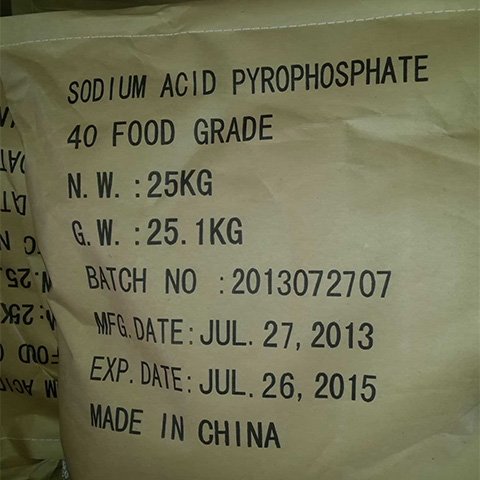 SODIUM ACID PYROPHOSPHATE
40 FOOD GRADE
N. W. :25KG
G. W. :25.1KG
BATCH NO :2013072707
MFG. DATE: JUL. 27, 2013
EXP. DATE: JUL. 26, 2015
MADE IN CHINA